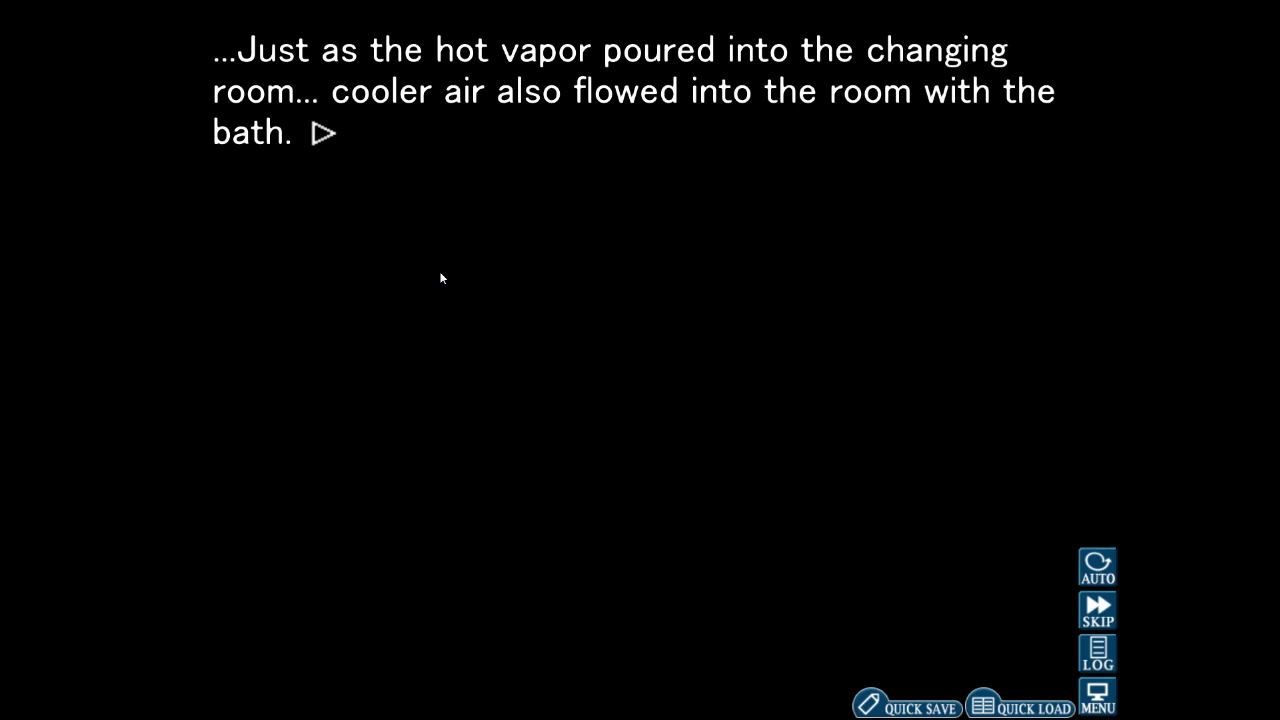 ...Just as the hot vapor poured into the changing
room... cooler air also flowed into the room with the
bath.
AUTO
SKIP
LOG
QUICK SAVE
QUICK LOAD
MENU